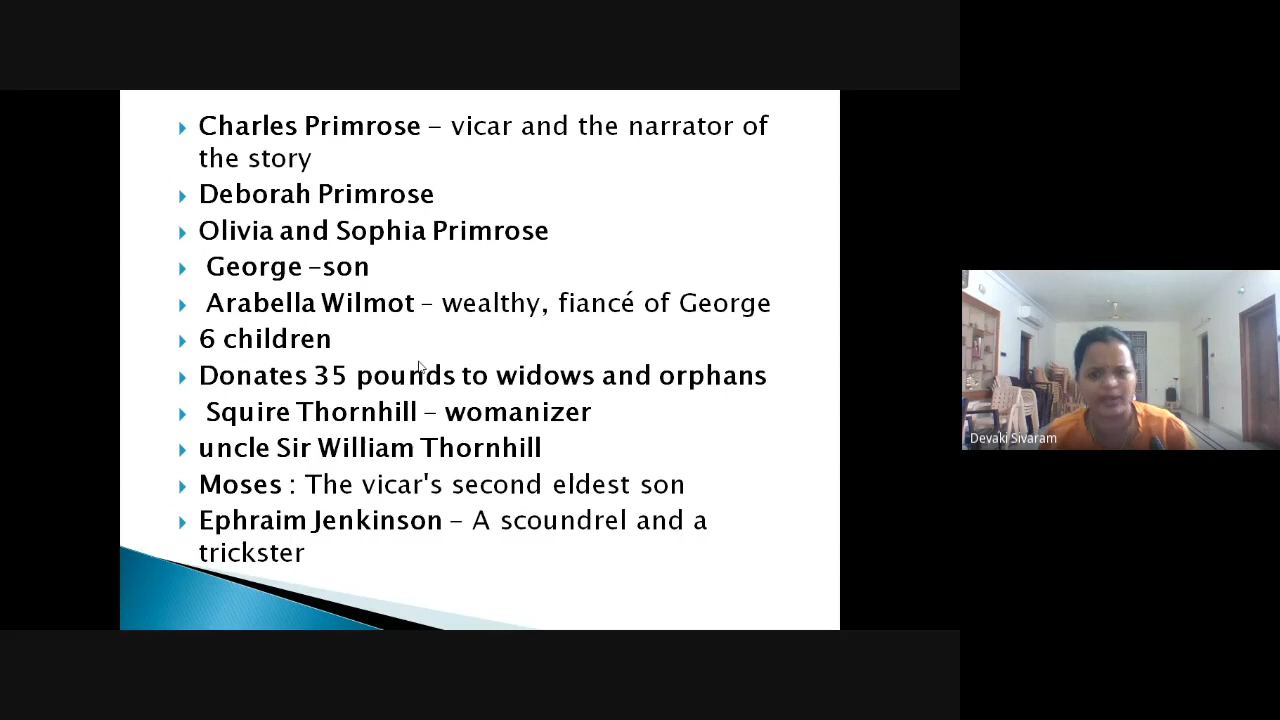 Charles Primrose – vicar and the narrator of
the story
Deborah Primrose
Olivia and Sophia Primrose
George –son
Arabella Wilmot – wealthy, fiancé of George
6 children
Donates 35 pounds to widows and orphans
Squire Thornhill – womanizer
uncle Sir William Thornhill
Moses : The vicar's second eldest son
Ephraim Jenkinson – A scoundrel and a
trickster
Devaki Sivaram